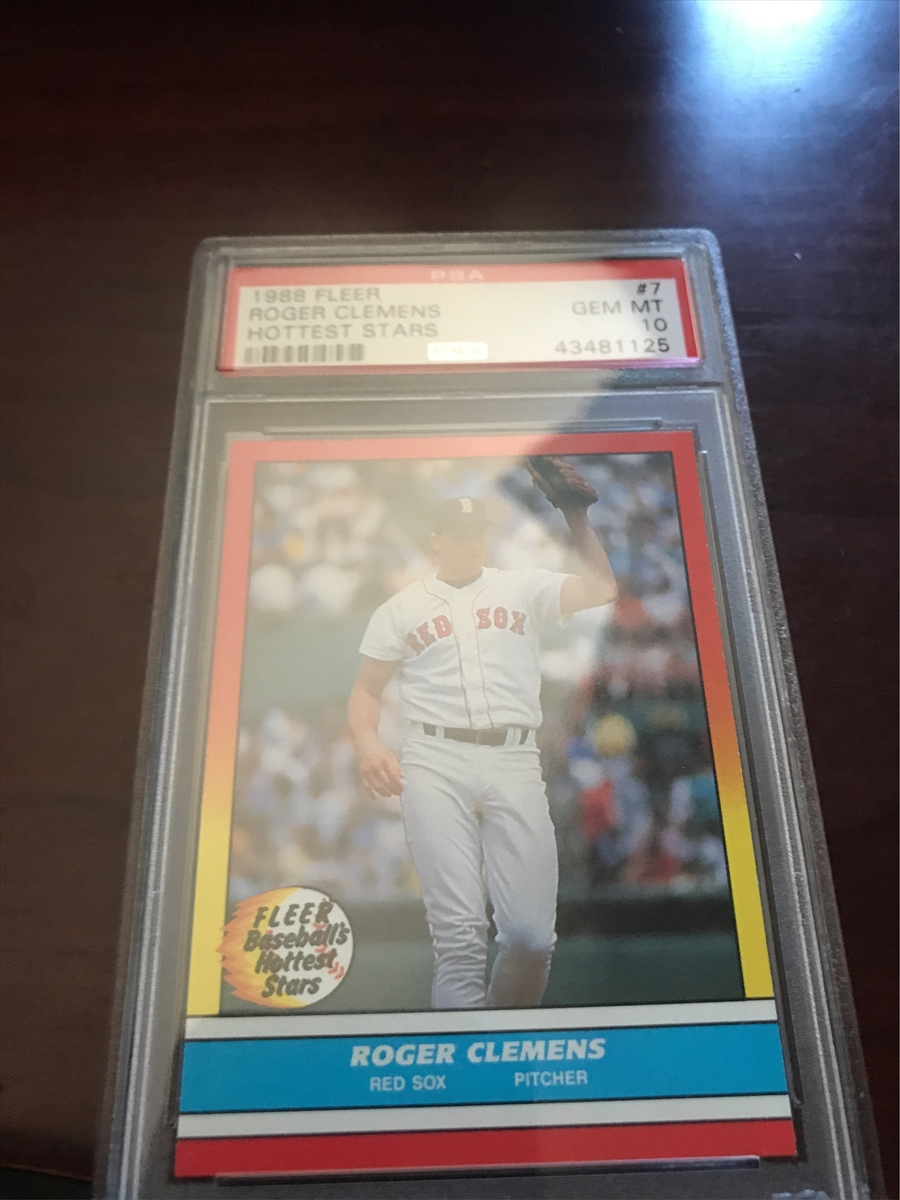 PSA
1988 FLEER #7
ROGER CLEMENS GEM MT
HOTTEST STARS 10
PSA 43481125
B
RED SOX
FLEER
Baseball's
Hottest
Stars
ROGER CLEMENS
RED SOX PITCHER